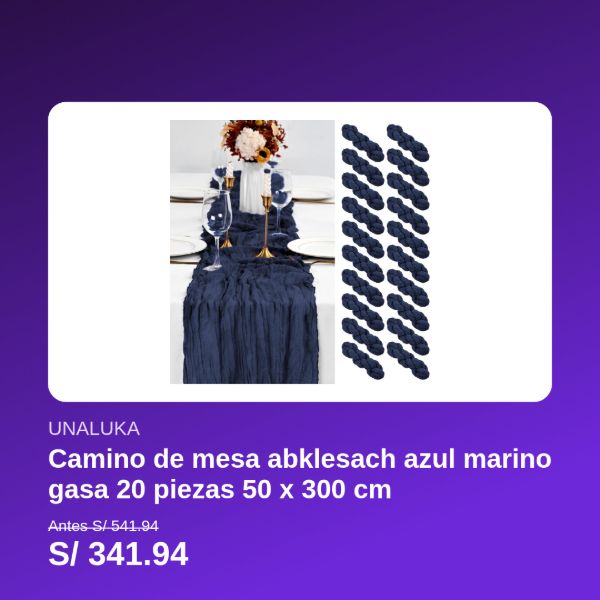 UNALUKA
Camino de mesa abklesach azul marino
gasa 20 piezas 50 x 300 cm
Antes S/ 541.94
S/ 341.94